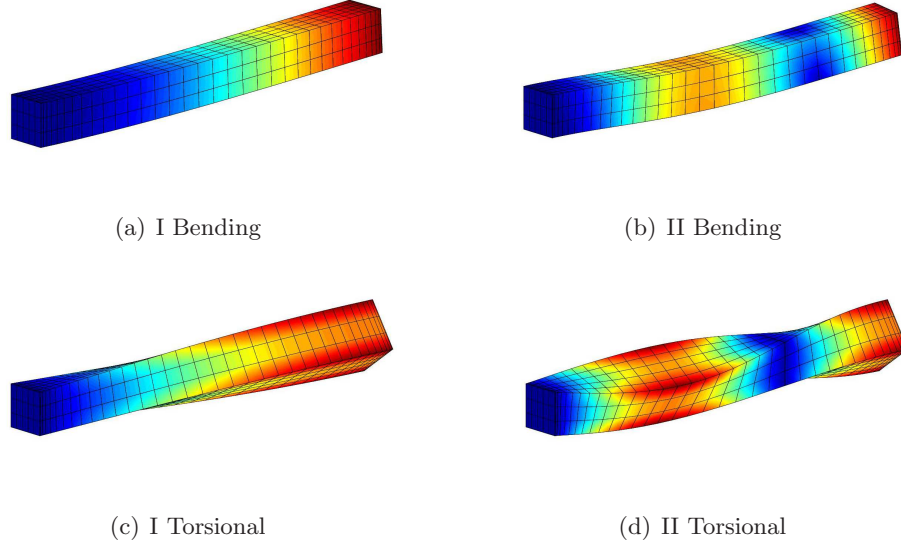 (a) I Bending
(b) II Bending
(c) I Torsional
(d) II Torsional